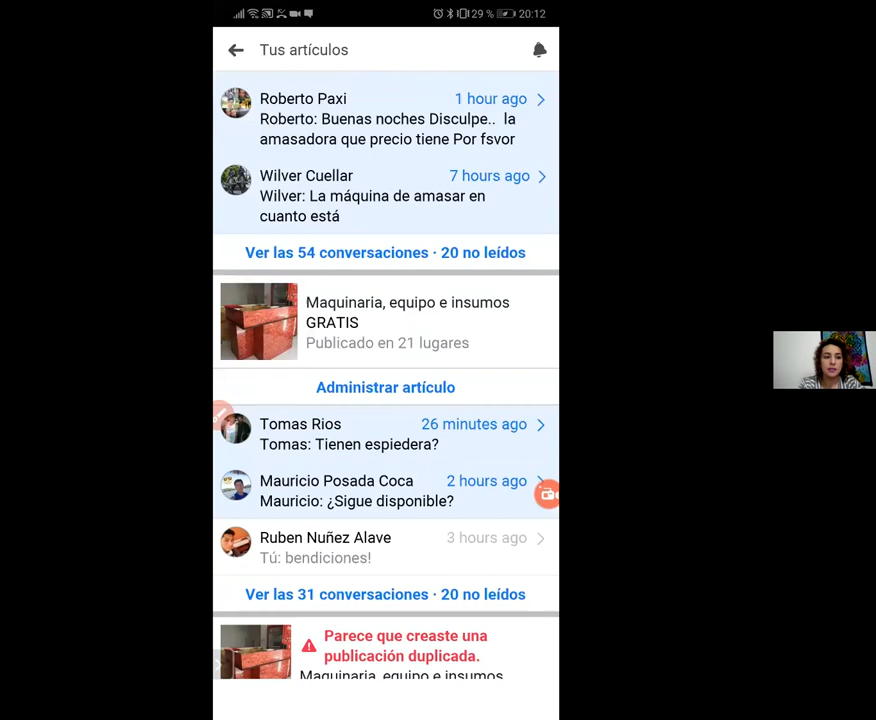 29 % 20:12
Tus artículos
Roberto Paxi 1 hour ago
Roberto: Buenas noches Disculpe.. la
amasadora que precio tiene Por fsvor
Wilver Cuellar 7 hours ago
Wilver: La máquina de amasar en
cuanto está
Ver las 54 conversaciones · 20 no leídos
Maquinaria, equipo e insumos
GRATIS
Publicado en 21 lugares
Administrar artículo
Tomas Rios 26 minutes ago
Tomas: Tienen espiedera?
Mauricio Posada Coca 2 hours ago
Mauricio: ¿Sigue disponible?
Ruben Nuñez Alave 3 hours ago
Tú: bendiciones!
Ver las 31 conversaciones · 20 no leídos
Parece que creaste una
publicación duplicada.
Maquinaria, equipo e insumos